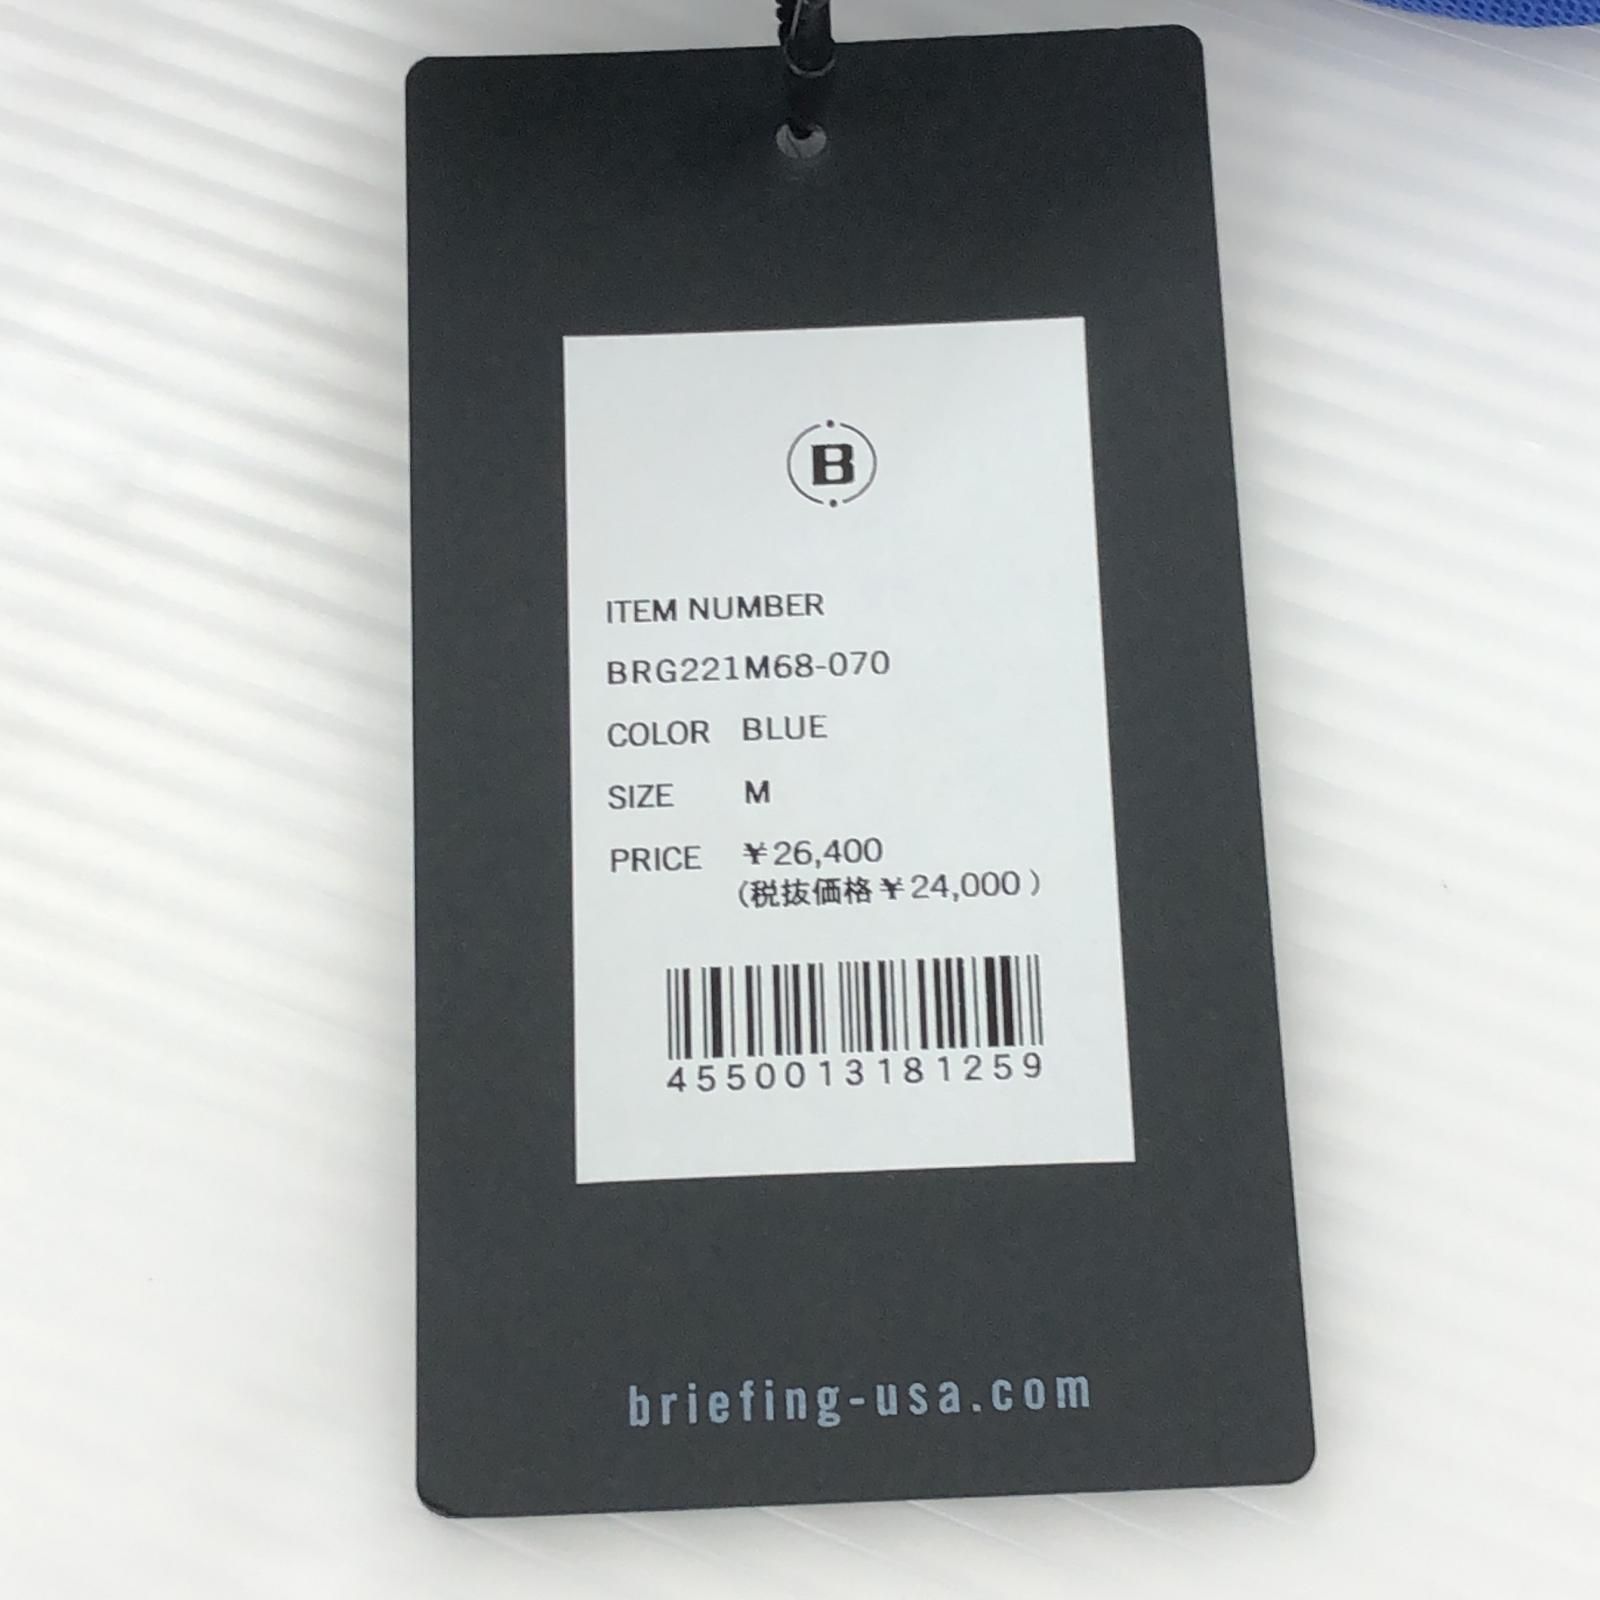 B
ITEM NUMBER
BRG221M68-070
COLOR BLUE
SIZE M
PRICE ¥26,400
(税抜価格¥24,000)
4550013181259
briefing-usa.com